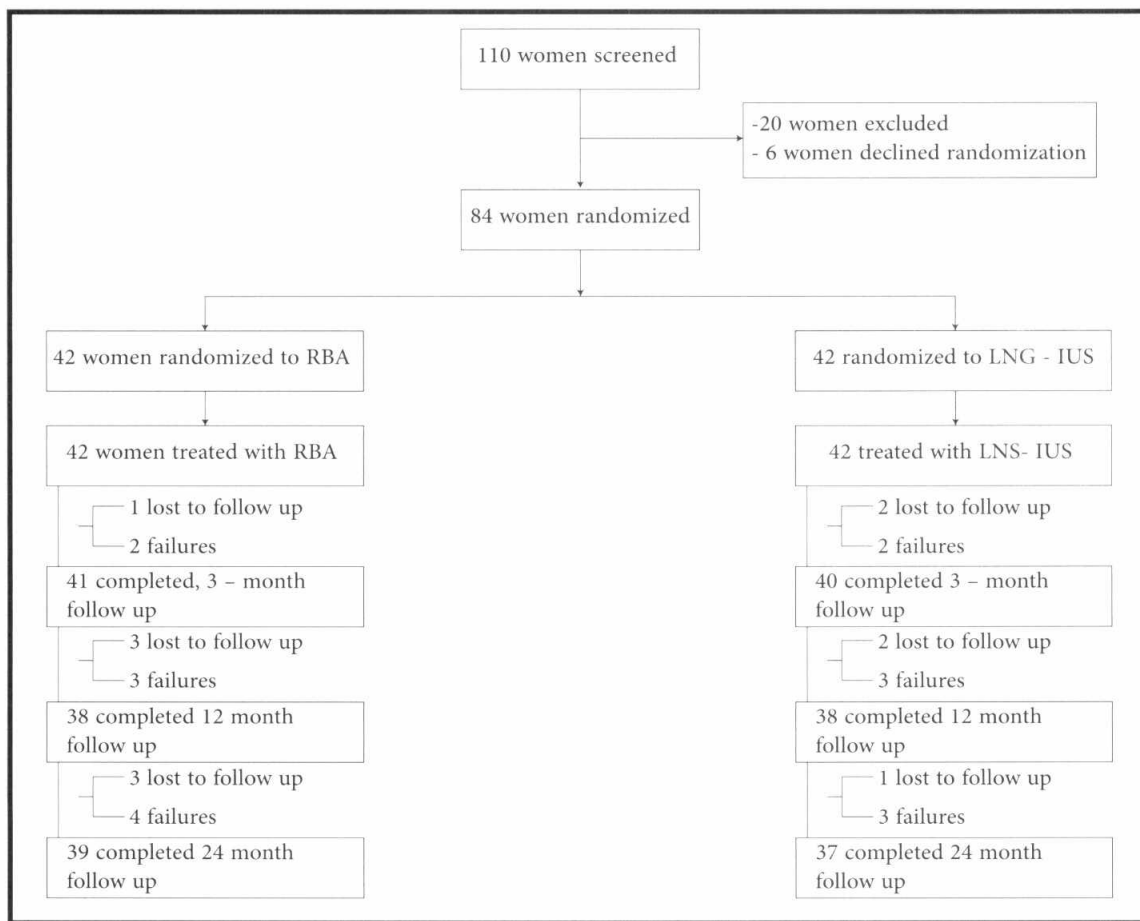 110 women screened
-20 women excluded
- 6 women declined randomization
84 women randomized
42 women randomized to RBA
42 randomized to LNG - IUS
42 women treated with RBA
42 treated with LNS- IUS
1 lost to follow up
2 failures
2 lost to follow up
2 failures
41 completed, 3 – month
follow up
40 completed 3 – month
follow up
3 lost to follow up
3 failures
2 lost to follow up
3 failures
38 completed 12 month
follow up
38 completed 12 month
follow up
3 lost to follow up
4 failures
1 lost to follow up
3 failures
39 completed 24 month
follow up
37 completed 24 month
follow up